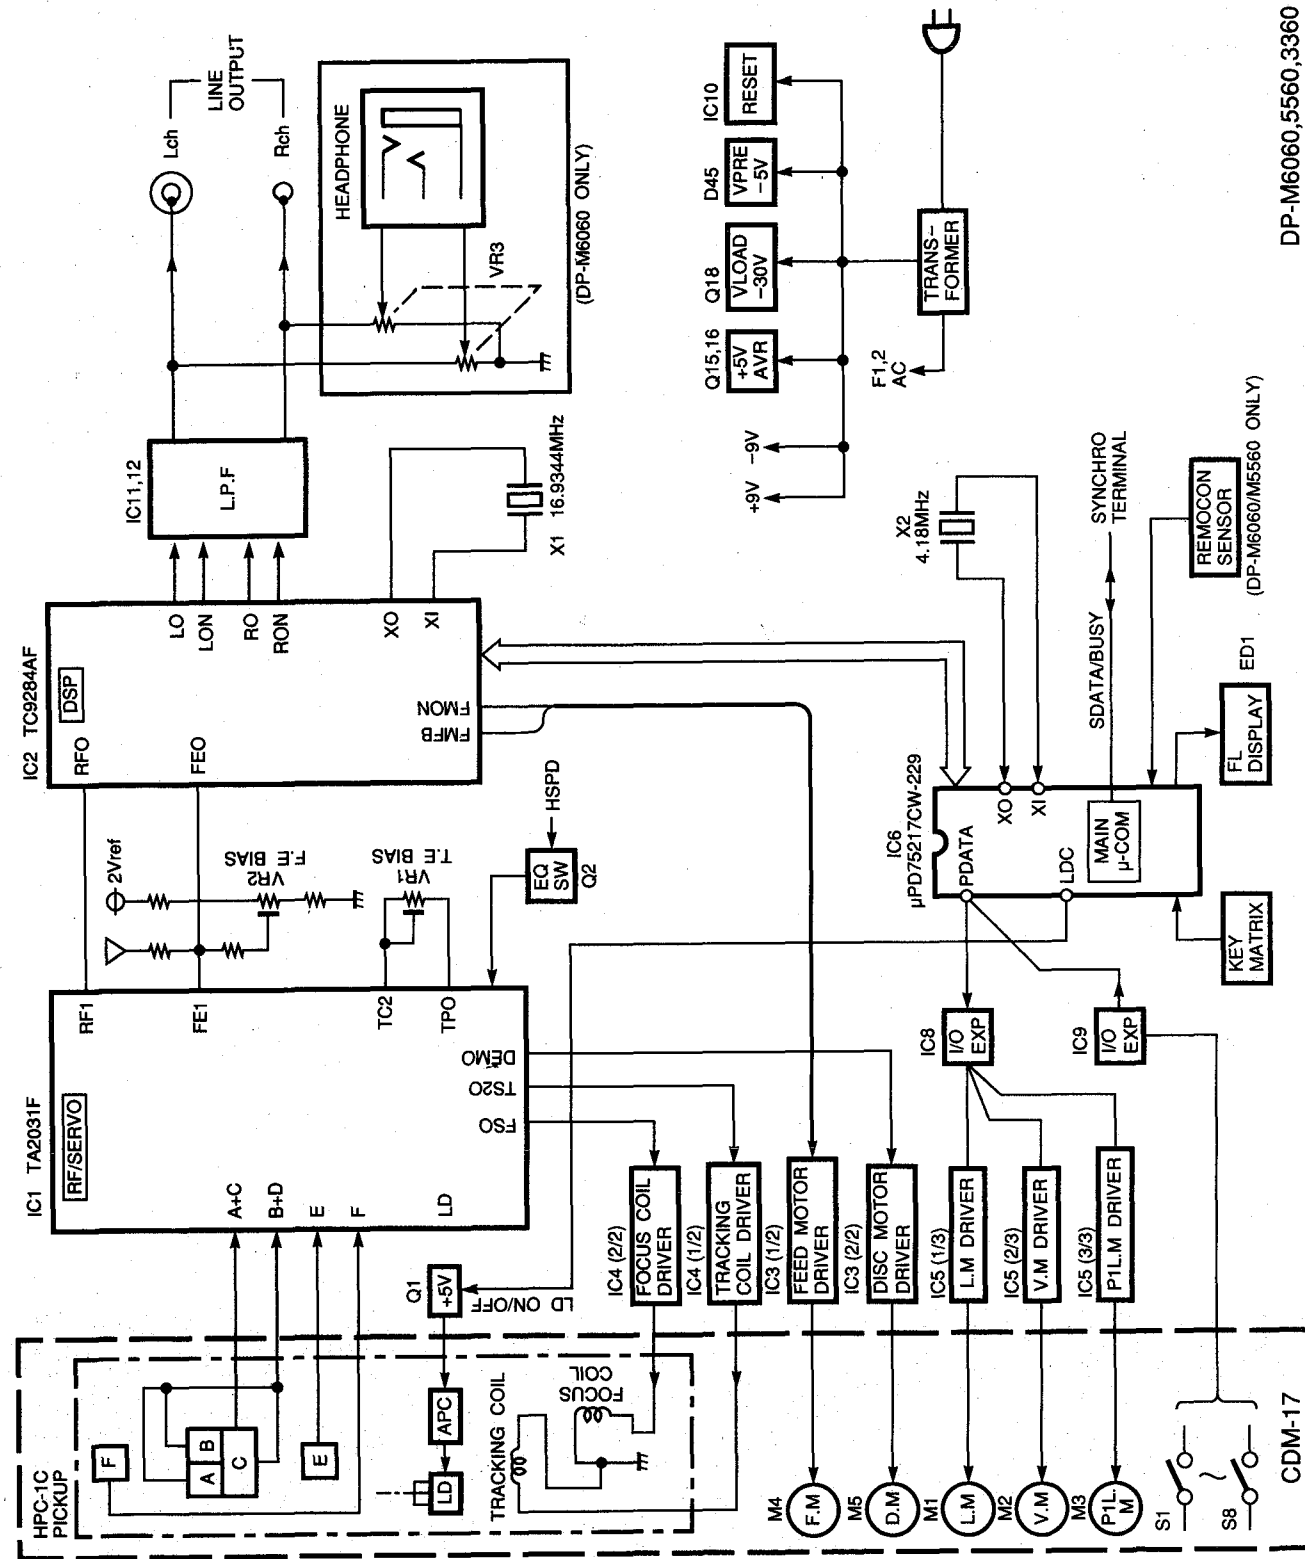 HPC-1C
PICKUP
F
A
B
C
E
APC
LD
TRACKING COIL
FOCUS
COIL
M4
F.M
M5
D.M
M1
L.M
M2
V.M
M3
P1L.
M
S1
S8
CDM-17
IC1 TA2031F
RF/SERVO
A+C
B+D
E
F
LD
RF1
FE1
TC2
TPO
DEMO
TS2O
FSO
Q1
+5V
LD ON/OFF
IC4 (2/2)
FOCUS COIL
DRIVER
IC4 (1/2)
TRACKING
COIL DRIVER
IC3 (1/2)
FEED MOTOR
DRIVER
IC3 (2/2)
DISC MOTOR
DRIVER
IC5 (1/3)
L.M DRIVER
IC5 (2/3)
V.M DRIVER
IC5 (3/3)
P1L.M DRIVER
2Vref
VR2
F.E BIAS
VR1
T.E BIAS
EQ
SW
Q2
HSPD
IC8
I/O
EXP
IC9
I/O
EXP
KEY
MATRIX
IC2 TC9284AF
DSP
RFO
FEO
LO
LON
RO
RON
XO
XI
FMON
FMFB
IC6
μPD75217CW-229
PDATA
XO
XI
LDC
MAIN
μ-COM
SDATA/BUSY
SYNCHRO
TERMINAL
FL
DISPLAY
ED1
REMOCON
SENSOR
(DP-M6060/M5560 ONLY)
X2
4.18MHz
X1 16.9344MHz
IC11,12
L.P.F
Lch
Rch
LINE
OUTPUT
HEADPHONE
VR3
(DP-M6060 ONLY)
+9V
-9V
Q15,16
+5V
AVR
Q18
VLOAD
-30V
D45
VPRE
-5V
IC10
RESET
F1,2
AC
TRANS-
FORMER
DP-M6060,5560,3360